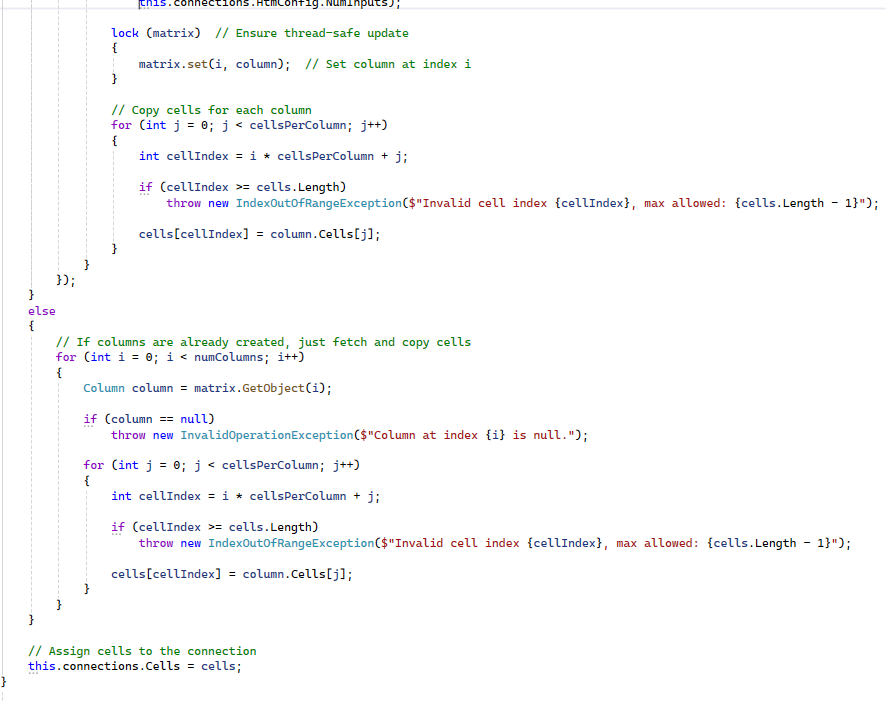 this.connections.HtmConfig.NumInputs);
lock (matrix)  // Ensure thread-safe update
{
matrix.set(i, column);  // Set column at index i
}
// Copy cells for each column
for (int j = 0; j < cellsPerColumn; j++)
{
int cellIndex = i * cellsPerColumn + j;
if (cellIndex >= cells.Length)
throw new IndexOutOfRangeException($"Invalid cell index {cellIndex}, max allowed: {cells.Length - 1}");
cells[cellIndex] = column.Cells[j];
}
}
});
}
else
{
// If columns are already created, just fetch and copy cells
for (int i = 0; i < numColumns; i++)
{
Column column = matrix.GetObject(i);
if (column == null)
throw new InvalidOperationException($"Column at index {i} is null.");
for (int j = 0; j < cellsPerColumn; j++)
{
int cellIndex = i * cellsPerColumn + j;
if (cellIndex >= cells.Length)
throw new IndexOutOfRangeException($"Invalid cell index {cellIndex}, max allowed: {cells.Length - 1}");
cells[cellIndex] = column.Cells[j];
}
}
}
// Assign cells to the connection
this.connections.Cells = cells;
}